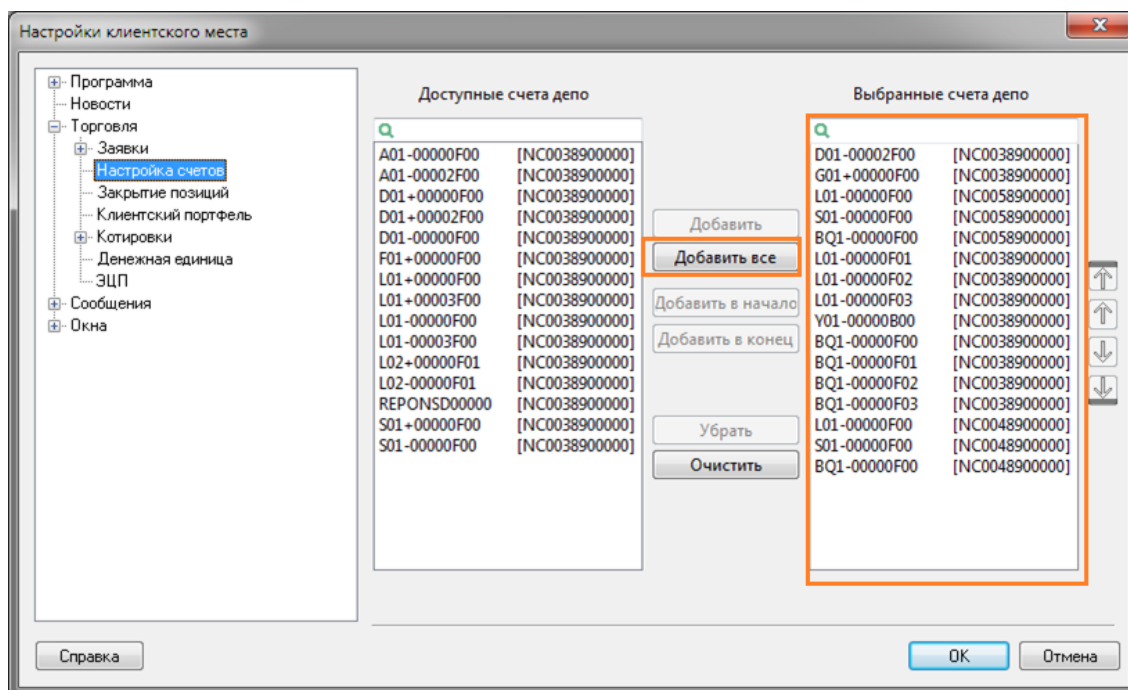 Настройки клиентского места
Программа
Новости
Торговля
Заявки
Настройка счетов
Закрытие позиций
Клиентский портфель
Котировки
Денежная единица
ЭЦП
Сообщения
Окна
Доступные счета депо
A01-00000F00 [NC0038900000]
A01-00002F00 [NC0038900000]
D01+00000F00 [NC0038900000]
D01+00002F00 [NC0038900000]
D01-00000F00 [NC0038900000]
F01+00000F00 [NC0038900000]
L01+00000F00 [NC0038900000]
L01+00003F00 [NC0038900000]
L01-00000F00 [NC0038900000]
L01-00003F00 [NC0038900000]
L02+00000F01 [NC0038900000]
L02-00000F01 [NC0038900000]
REPONSD00000 [NC0038900000]
S01+00000F00 [NC0038900000]
S01-00000F00 [NC0038900000]
Добавить
Добавить все
Добавить в начало
Добавить в конец
Убрать
Очистить
Выбранные счета депо
D01-00002F00 [NC0038900000]
G01+00000F00 [NC0038900000]
L01-00000F00 [NC0058900000]
S01-00000F00 [NC0058900000]
BQ1-00000F00 [NC0058900000]
L01-00000F01 [NC0038900000]
L01-00000F02 [NC0038900000]
L01-00000F03 [NC0038900000]
Y01-00000B00 [NC0038900000]
BQ1-00000F00 [NC0038900000]
BQ1-00000F01 [NC0038900000]
BQ1-00000F02 [NC0038900000]
BQ1-00000F03 [NC0038900000]
L01-00000F00 [NC0048900000]
S01-00000F00 [NC0048900000]
BQ1-00000F00 [NC0048900000]
Справка
OK
Отмена